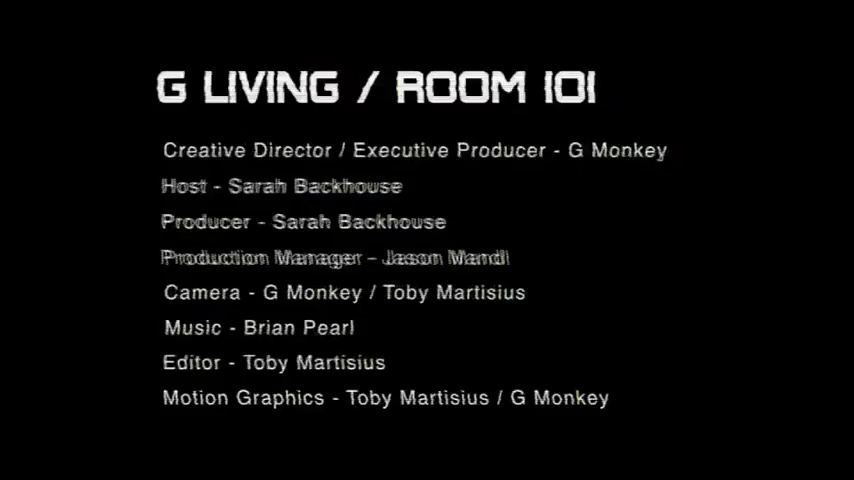 G LIVING / ROOM 101
Creative Director / Executive Producer - G Monkey
Host - Sarah Backhouse
Producer - Sarah Backhouse
Production Manager - Jason Mandl
Camera - G Monkey / Toby Martisius
Music - Brian Pearl
Editor - Toby Martisius
Motion Graphics - Toby Martisius / G Monkey